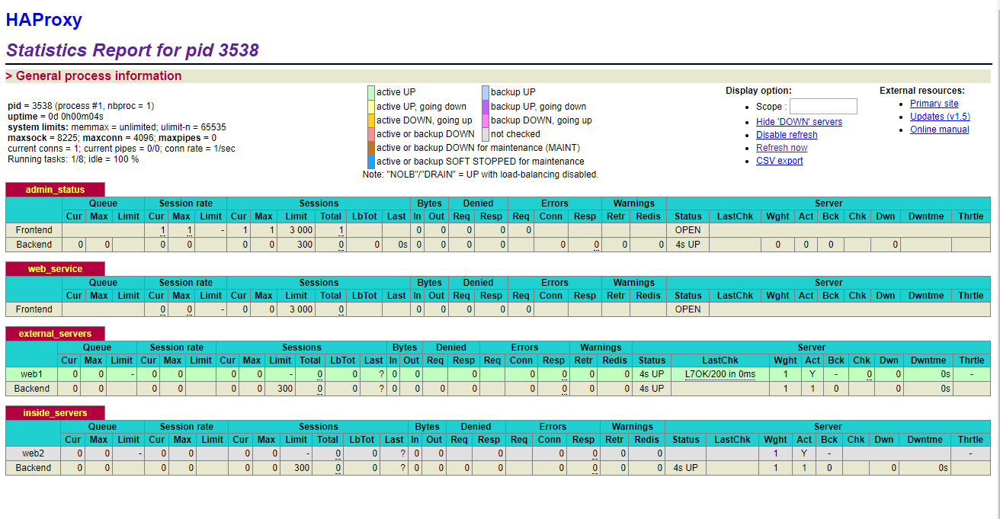 HAProxy
Statistics Report for pid 3538
> General process information
pid = 3538 (process #1, nbproc = 1)
uptime = 0d 0h00m04s
system limits: memmax = unlimited; ulimit-n = 65535
maxsock = 8225; maxconn = 4096; maxpipes = 0
current conns = 1; current pipes = 0/0; conn rate = 1/sec
Running tasks: 1/8; idle = 100 %
active UP backup UP
active UP, going down backup UP, going down
active DOWN, going up backup DOWN, going up
active or backup DOWN not checked
active or backup DOWN for maintenance (MAINT)
active or backup SOFT STOPPED for maintenance
Note: "NOLB"/"DRAIN" = UP with load-balancing disabled.
Display option:
Scope :
Hide 'DOWN' servers
Disable refresh
Refresh now
CSV export
External resources:
Primary site
Updates (v1.5)
Online manual
admin_status
Queue Session rate Sessions Bytes Denied Errors Warnings Server
Cur Max Limit Cur Max Limit Cur Max Limit Total LbTot Last In Out Req Resp Req Conn Resp Retr Redis Status LastChk Wght Act Bck Chk Dwn Dwntme Thrtle
Frontend 1 1 - 1 1 3 000 1 0 0 0 0 0 OPEN
Backend 0 0 0 0 0 0 300 0 0 0s 0 0 0 0 0 0 0 0 4s UP 0 0 0 0
web_service
Queue Session rate Sessions Bytes Denied Errors Warnings Server
Cur Max Limit Cur Max Limit Cur Max Limit Total LbTot Last In Out Req Resp Req Conn Resp Retr Redis Status LastChk Wght Act Bck Chk Dwn Dwntme Thrtle
Frontend 0 0 - 0 0 3 000 0 0 0 0 0 0 OPEN
external_servers
Queue Session rate Sessions Bytes Denied Errors Warnings Server
Cur Max Limit Cur Max Limit Cur Max Limit Total LbTot Last In Out Req Resp Req Conn Resp Retr Redis Status LastChk Wght Act Bck Chk Dwn Dwntme Thrtle
web1 0 0 - 0 0 0 0 - 0 0 ? 0 0 0 0 0 0 0 4s UP L7OK/200 in 0ms 1 Y - 0 0 0s -
Backend 0 0 0 0 0 0 300 0 0 ? 0 0 0 0 0 0 0 0 4s UP 1 1 0 0 0s
inside_servers
Queue Session rate Sessions Bytes Denied Errors Warnings Server
Cur Max Limit Cur Max Limit Cur Max Limit Total LbTot Last In Out Req Resp Req Conn Resp Retr Redis Status LastChk Wght Act Bck Chk Dwn Dwntme Thrtle
web2 0 0 - 0 0 0 0 - 0 0 ? 0 0 0 0 0 0 0 1 Y - -
Backend 0 0 0 0 0 0 300 0 0 ? 0 0 0 0 0 0 0 0 4s UP 1 1 0 0 0s